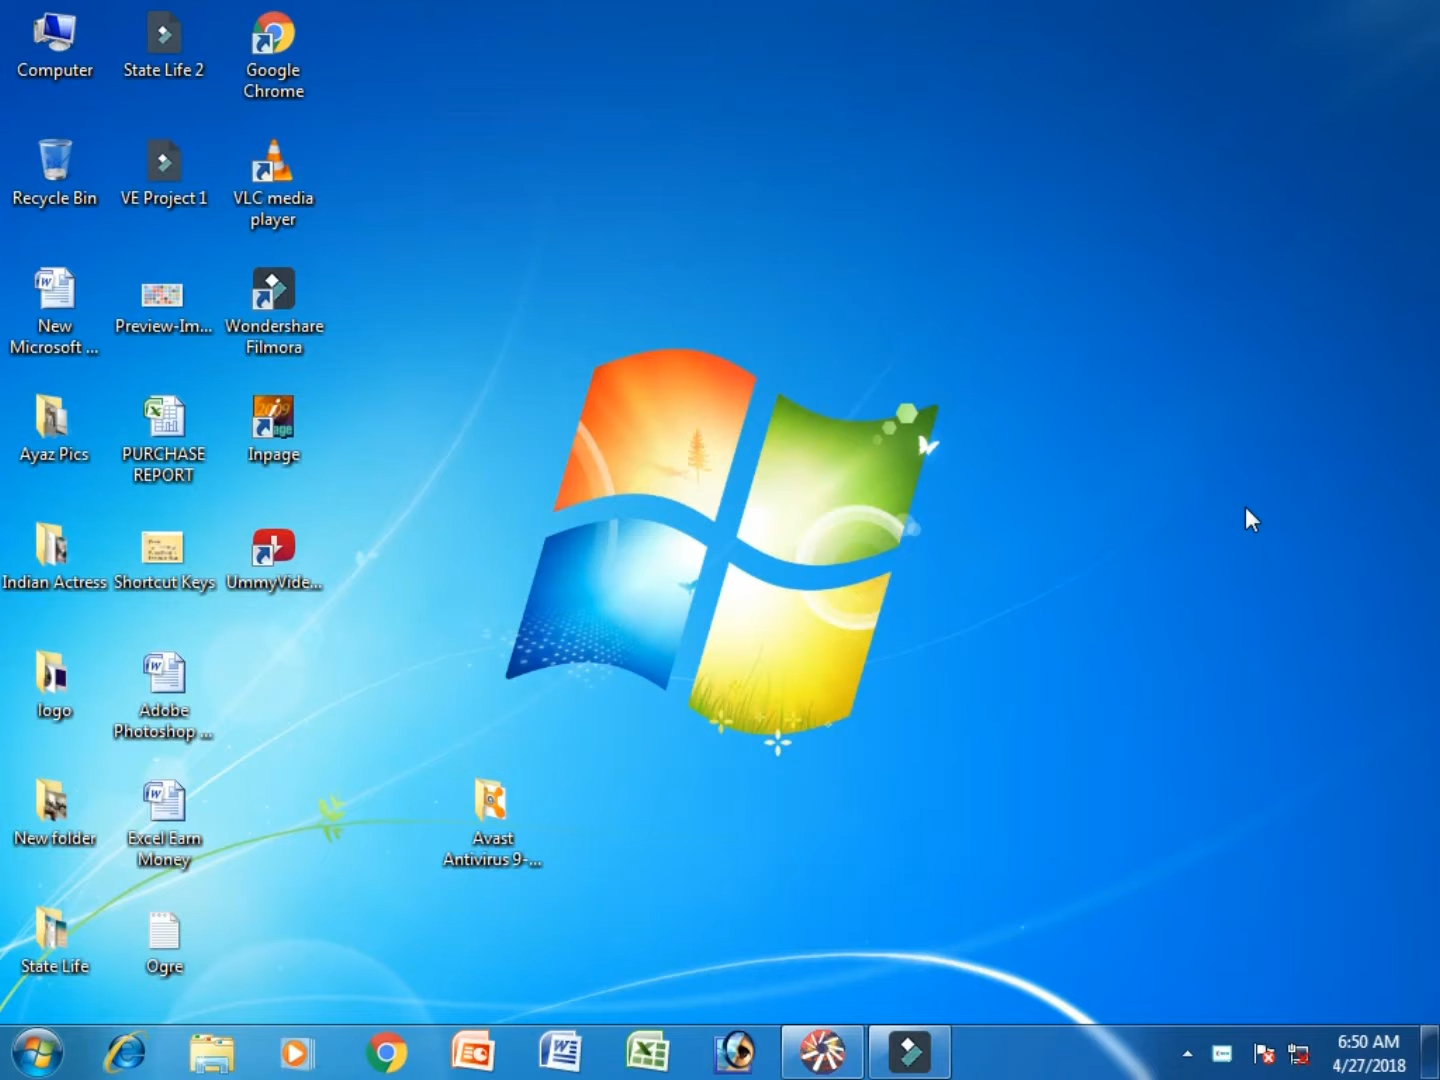 Computer
State Life 2
Google
Chrome
Recycle Bin
VE Project 1
VLC media
player
New
Microsoft ...
Preview-Im...
Wondershare
Filmora
Ayaz Pics
PURCHASE
REPORT
Inpage
Indian Actress
Shortcut Keys
UmmyVide...
logo
Adobe
Photoshop ...
New folder
Excel Earn
Money
Avast
Antivirus 9-...
State Life
Ogre
6:50 AM
4/27/2018